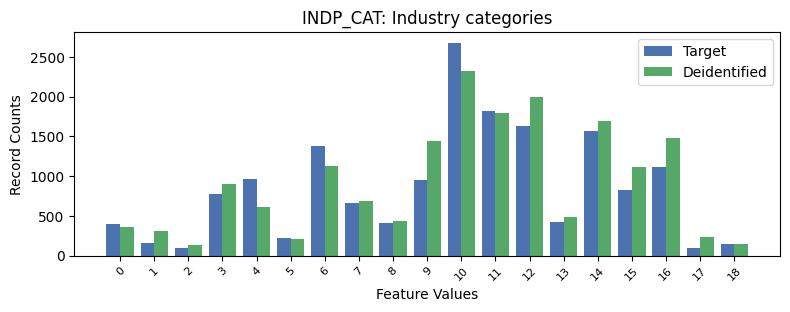 INDP_CAT: Industry categories
Target
Deidentified
Record Counts
2500
2000
1500
1000
500
0
0 1 2 3 4 5 6 7 8 9 10 11 12 13 14 15 16 17 18
Feature Values